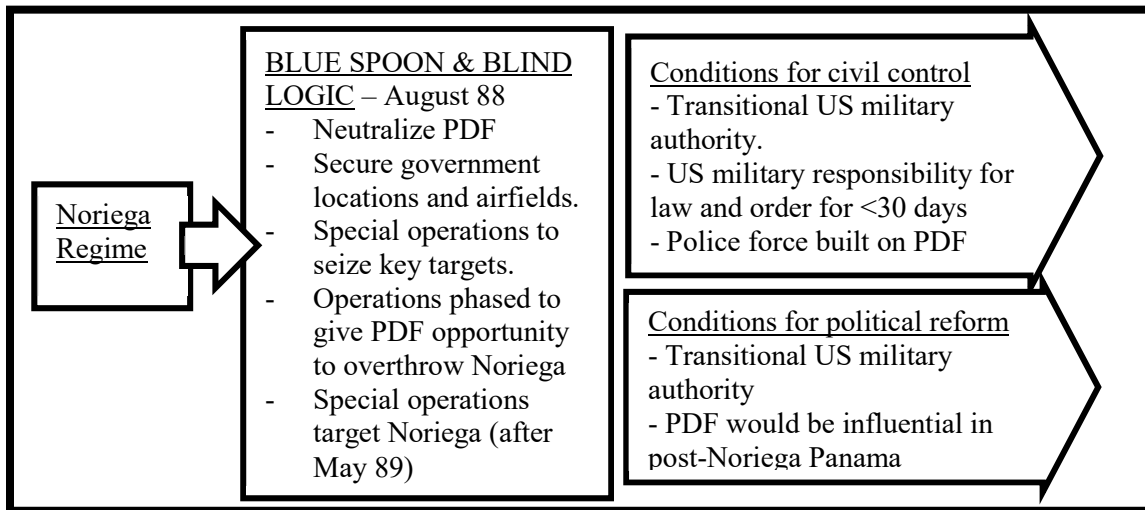 Noriega
Regime
BLUE SPOON & BLIND
LOGIC – August 88
- Neutralize PDF
- Secure government
locations and airfields.
- Special operations to
seize key targets.
- Operations phased to
give PDF opportunity
to overthrow Noriega
- Special operations
target Noriega (after
May 89)
Conditions for civil control
- Transitional US military
authority.
- US military responsibility for
law and order for <30 days
- Police force built on PDF
Conditions for political reform
- Transitional US military
authority
- PDF would be influential in
post-Noriega Panama